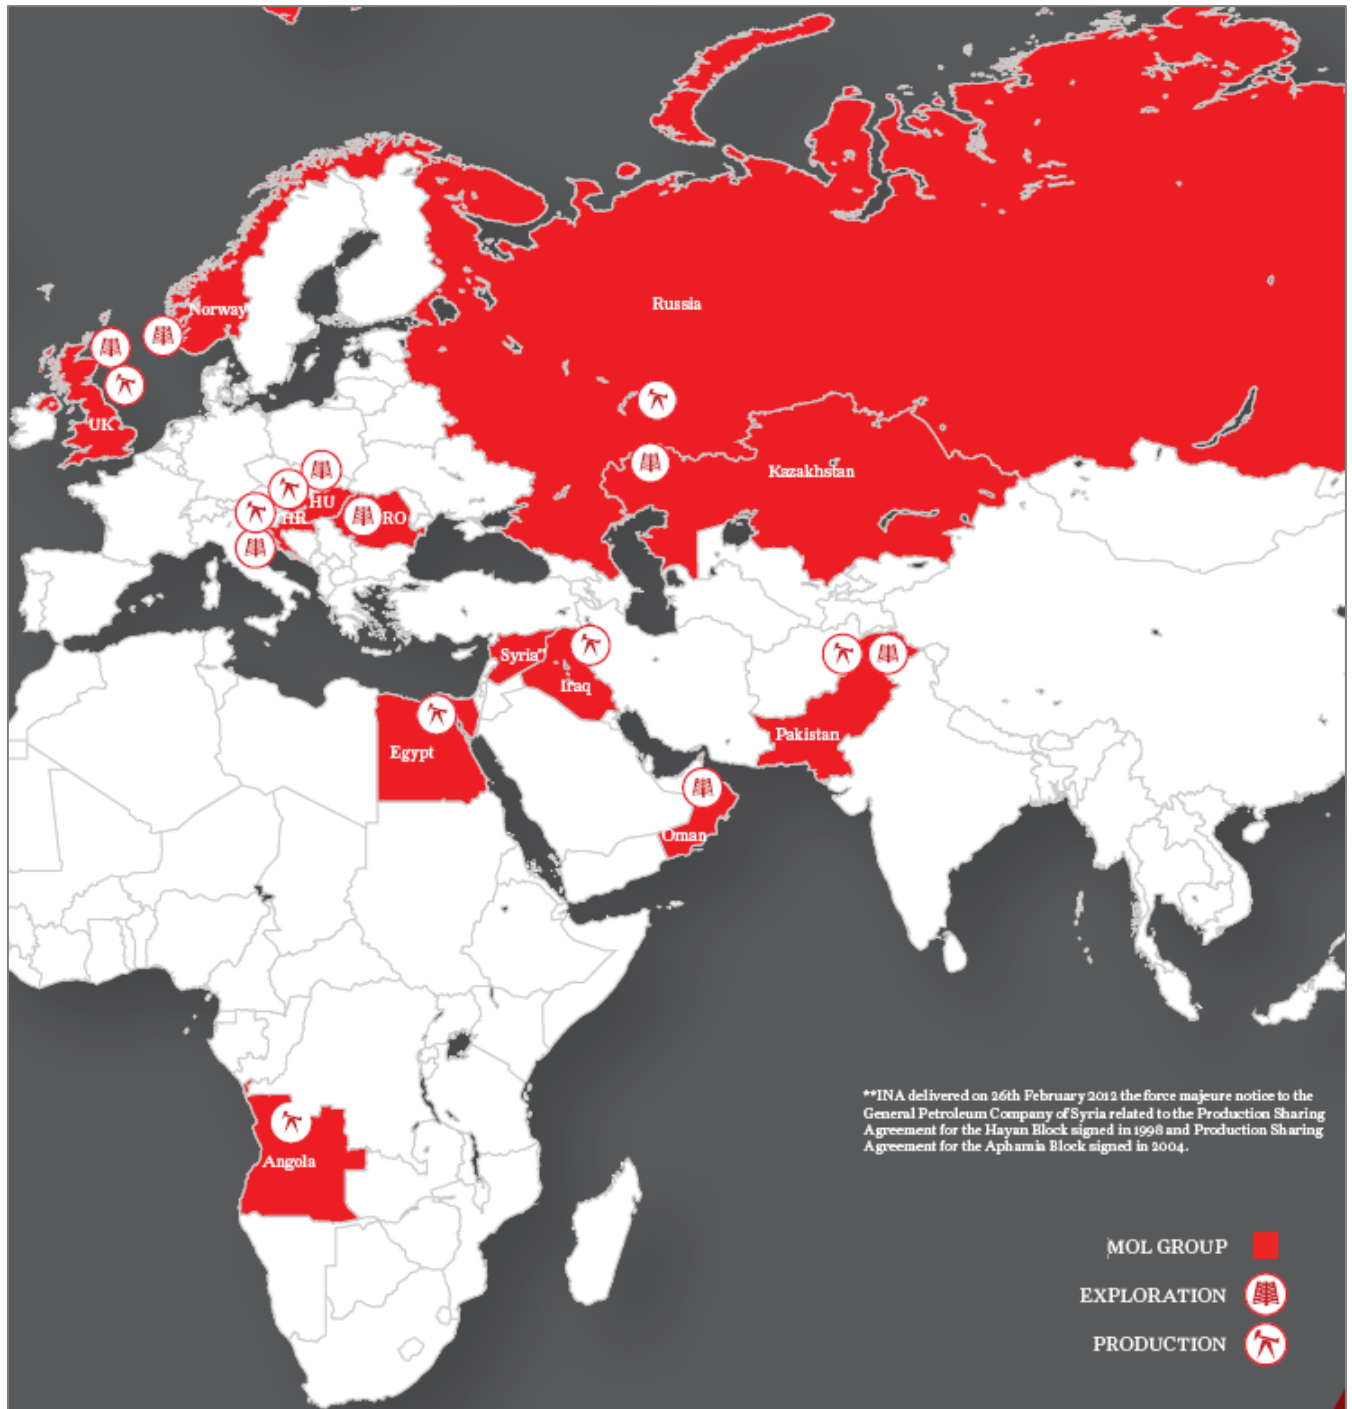 Norway
Russia
UK
Kazakhstan
HU
HR
RO
Syria**
Iraq
Egypt
Pakistan
Oman
Angola
**INA delivered on 26th February 2012 the force majeure notice to the
General Petroleum Company of Syria related to the Production Sharing
Agreement for the Hayan Block signed in 1998 and Production Sharing
Agreement for the Aphamia Block signed in 2004.
MOL GROUP
EXPLORATION
PRODUCTION